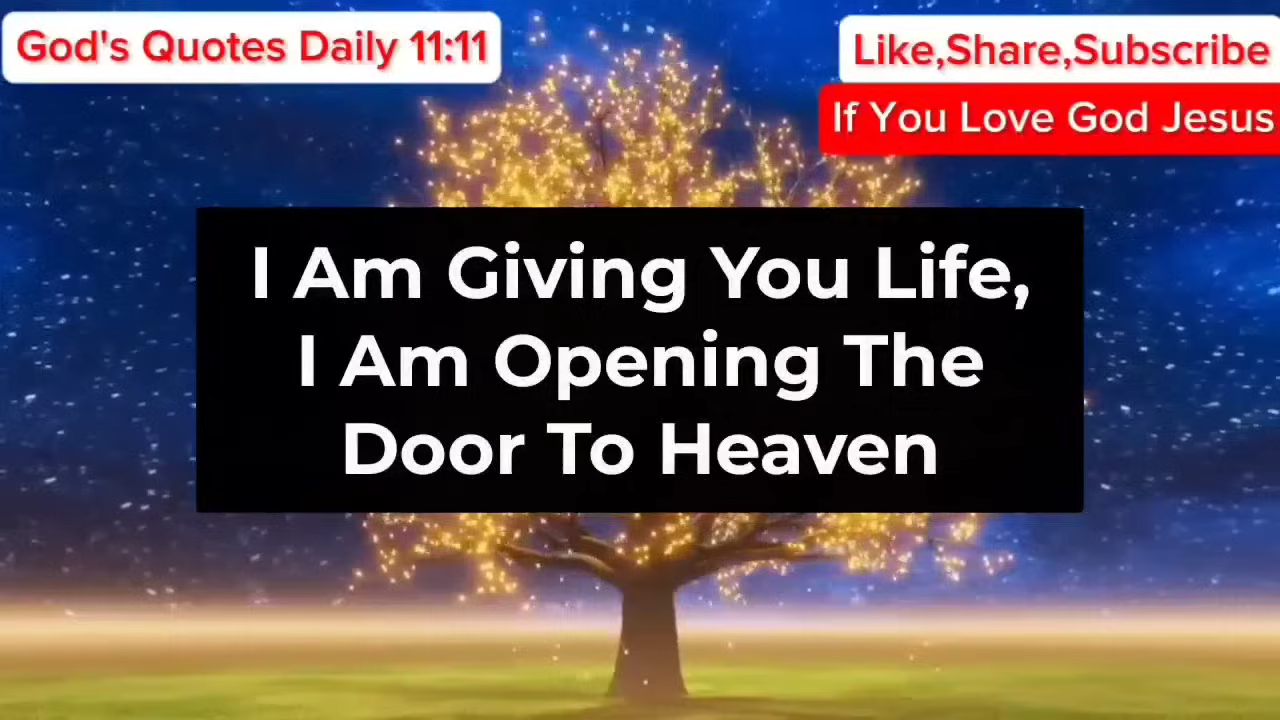 God's Quotes Daily 11:11
Like,Share,Subscribe
If You Love God Jesus
I Am Giving You Life,
I Am Opening The
Door To Heaven